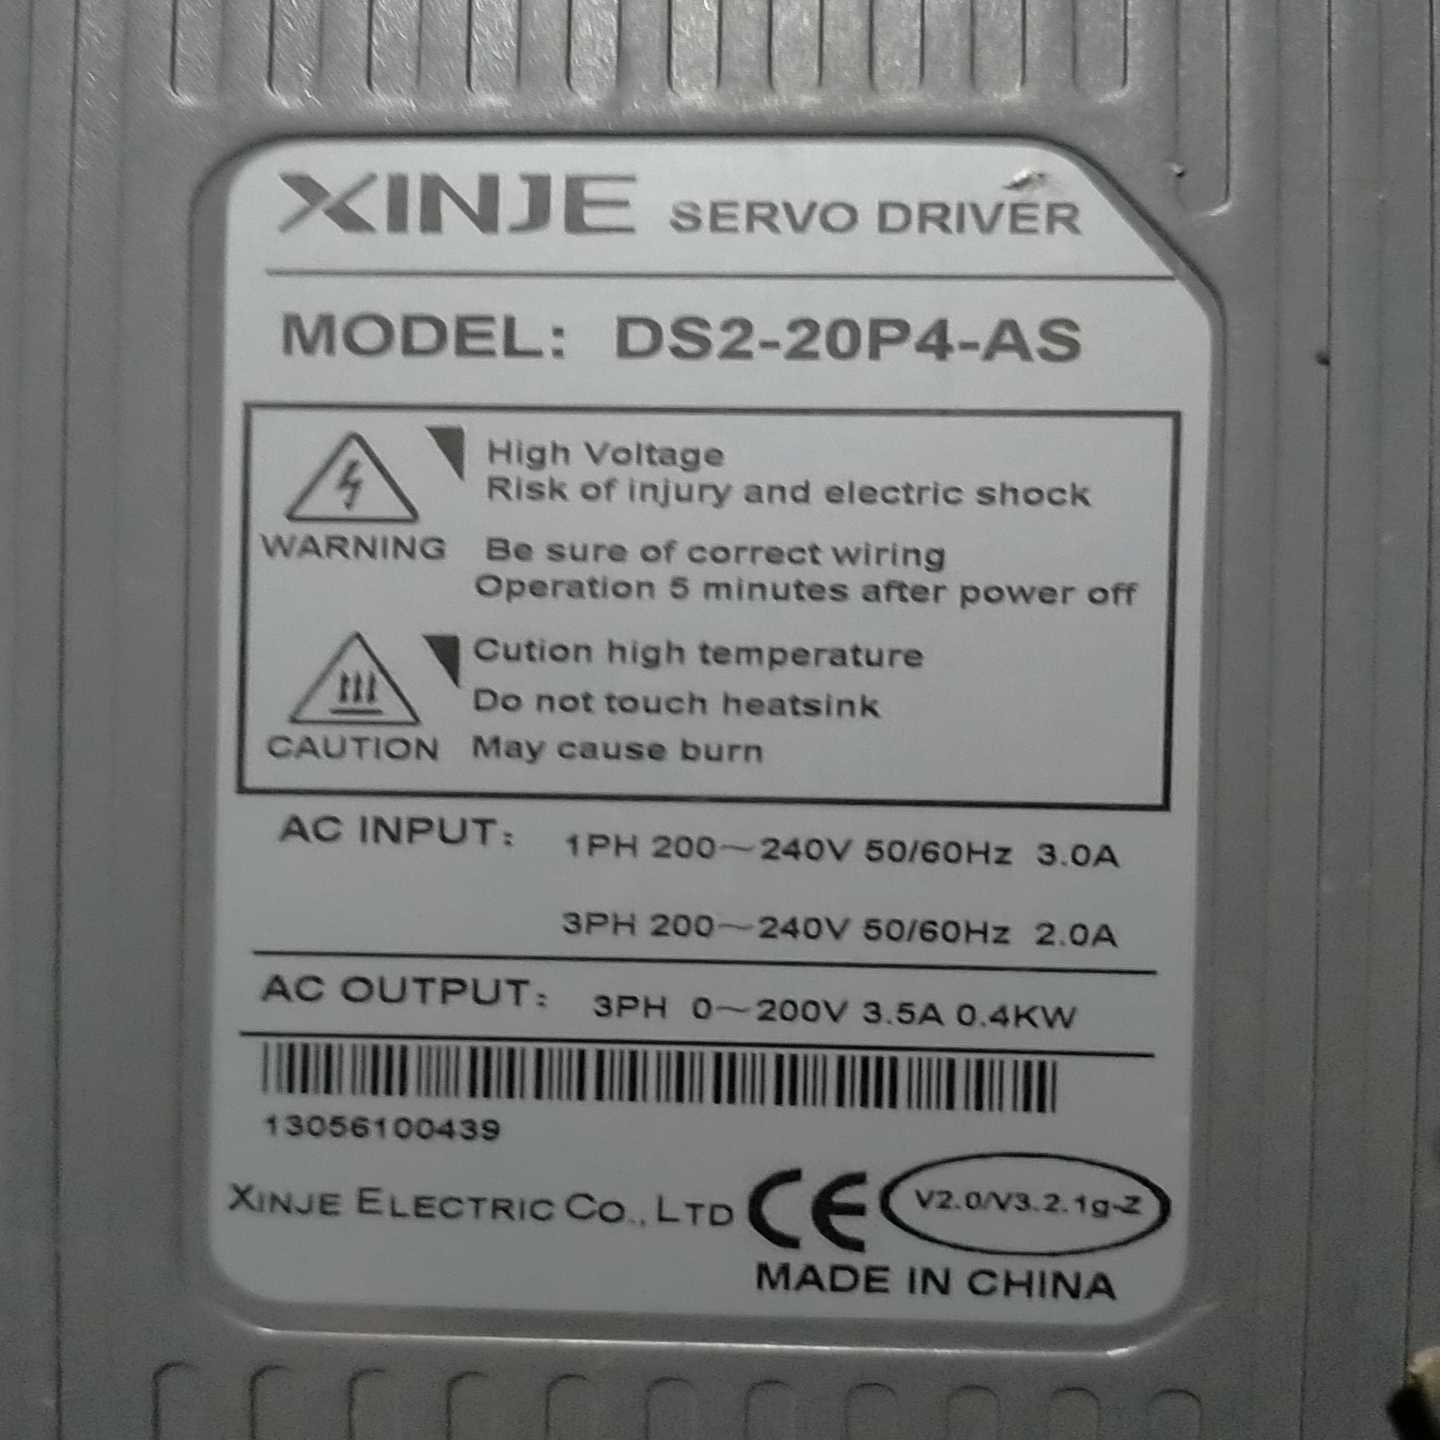 XINJE SERVO DRIVER
MODEL: DS2-20P4-AS
High Voltage
Risk of injury and electric shock
WARNING Be sure of correct wiring
Operation 5 minutes after power off
Cution high temperature
Do not touch heatsink
CAUTION May cause burn
AC INPUT: 1PH 200~240V 50/60Hz 3.0A
3PH 200~240V 50/60Hz 2.0A
AC OUTPUT: 3PH 0~200V 3.5A 0.4KW
13056100439
XINJE ELECTRIC CO., LTD CE V2.0/V3.2.1g-Z
MADE IN CHINA